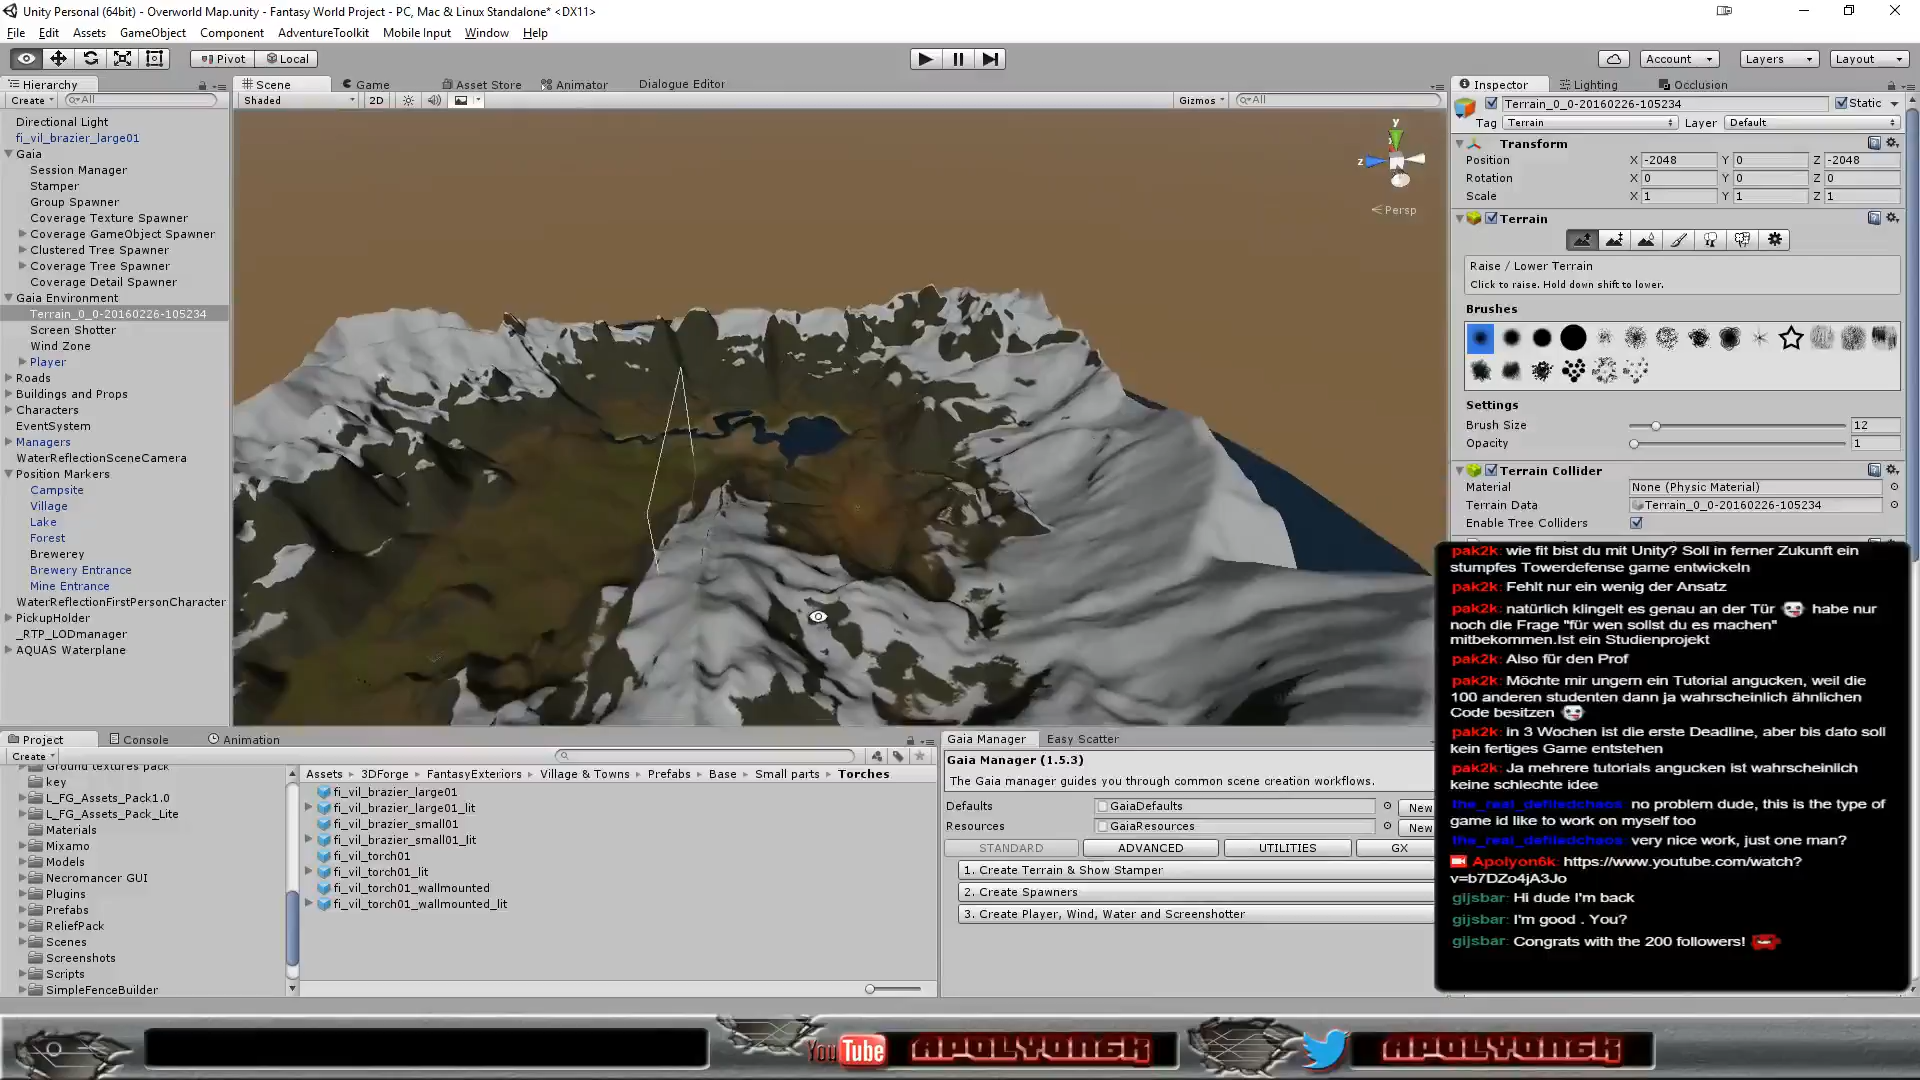 Unity Personal (64bit) - Overworld Map.unity - Fantasy World Project - PC, Mac & Linux Standalone* <DX11>
File Edit Assets GameObject Component AdventureToolkit Mobile Input Window Help
Pivot Local Account Layers Layout
Hierarchy
Create All
Directional Light
fi_vil_brazier_large01
Gaia
Session Manager
Stamper
Group Spawner
Coverage Texture Spawner
Coverage GameObject Spawner
Clustered Tree Spawner
Coverage Tree Spawner
Coverage Detail Spawner
Gaia Environment
Terrain_0_0-20160226-105234
Screen Shotter
Wind Zone
Player
Roads
Buildings and Props
Characters
EventSystem
Managers
WaterReflectionSceneCamera
Position Markers
Campsite
Village
Lake
Forest
Brewerey
Brewery Entrance
Mine Entrance
WaterReflectionFirstPersonCharacter
PickupHolder
_RTP_LODmanager
AQUAS Waterplane
Scene Game Asset Store Animator Dialogue Editor
Shaded 2D Gizmos All
y
z
Persp
Inspector Lighting Occlusion
Terrain_0_0-20160226-105234 Static
Tag Terrain Layer Default
Transform
Position X -2048 Y 0 Z -2048
Rotation X 0 Y 0 Z 0
Scale X 1 Y 1 Z 1
Terrain
Raise / Lower Terrain
Click to raise. Hold down shift to lower.
Brushes
Settings
Brush Size 12
Opacity 1
Terrain Collider
Material None (Physic Material)
Terrain Data Terrain_0_0-20160226-105234
Enable Tree Colliders
pak2k: wie fit bist du mit Unity? Soll in ferner Zukunft ein
stumpfes Towerdefense game entwickeln
pak2k: Fehlt nur ein wenig der Ansatz
pak2k: natürlich klingelt es genau an der Tür habe nur
noch die Frage "für wen sollst du es machen"
mitbekommen.Ist ein Studienprojekt
pak2k: Also für den Prof
pak2k: Möchte mir ungern ein Tutorial angucken, weil die
100 anderen studenten dann ja wahrscheinlich ähnlichen
Code besitzen
pak2k: in 3 Wochen ist die erste Deadline, aber bis dato soll
kein fertiges Game entstehen
pak2k: Ja mehrere tutorials angucken ist wahrscheinlich
keine schlechte idee
the_real_defiledchaos: no problem dude, this is the type of
game id like to work on myself too
the_real_defiledchaos: very nice work, just one man?
Apolyon6k: https://www.youtube.com/watch?
v=b7DZo4jA3Jo
gijsbar: Hi dude I'm back
gijsbar: I'm good . You?
gijsbar: Congrats with the 200 followers!
Project Console Animation
Create
Ground textures pack
key
L_FG_Assets_Pack1.0
L_FG_Assets_Pack_Lite
Materials
Mixamo
Models
Necromancer GUI
Plugins
Prefabs
ReliefPack
Scenes
Screenshots
Scripts
SimpleFenceBuilder
Assets 3DForge FantasyExteriors Village & Towns Prefabs Base Small parts Torches
fi_vil_brazier_large01
fi_vil_brazier_large01_lit
fi_vil_brazier_small01
fi_vil_brazier_small01_lit
fi_vil_torch01
fi_vil_torch01_lit
fi_vil_torch01_wallmounted
fi_vil_torch01_wallmounted_lit
Gaia Manager Easy Scatter
Gaia Manager (1.5.3)
The Gaia manager guides you through common scene creation workflows.
Defaults GaiaDefaults New
Resources GaiaResources New
STANDARD ADVANCED UTILITIES GX
1. Create Terrain & Show Stamper
2. Create Spawners
3. Create Player, Wind, Water and Screenshotter
YouTube APOLYON6K APOLYON6K